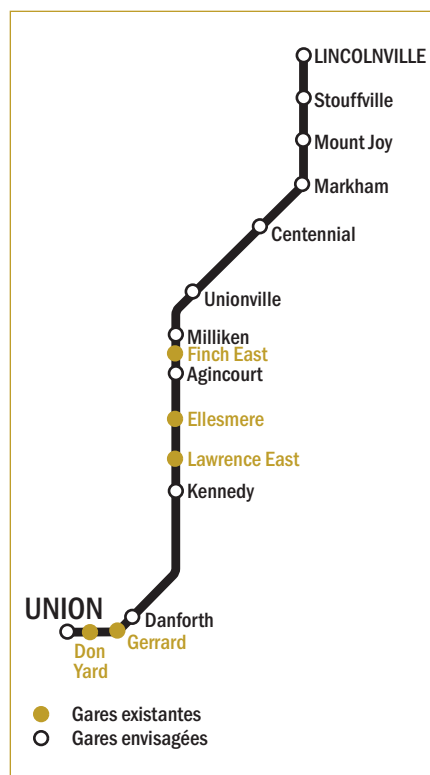 LINCOLNVILLE
Stouffville
Mount Joy
Markham
Centennial
Unionville
Milliken
Finch East
Agincourt
Ellesmere
Lawrence East
Kennedy
UNION
Danforth
Gerrard
Don
Yard
Gares existantes
Gares envisagées